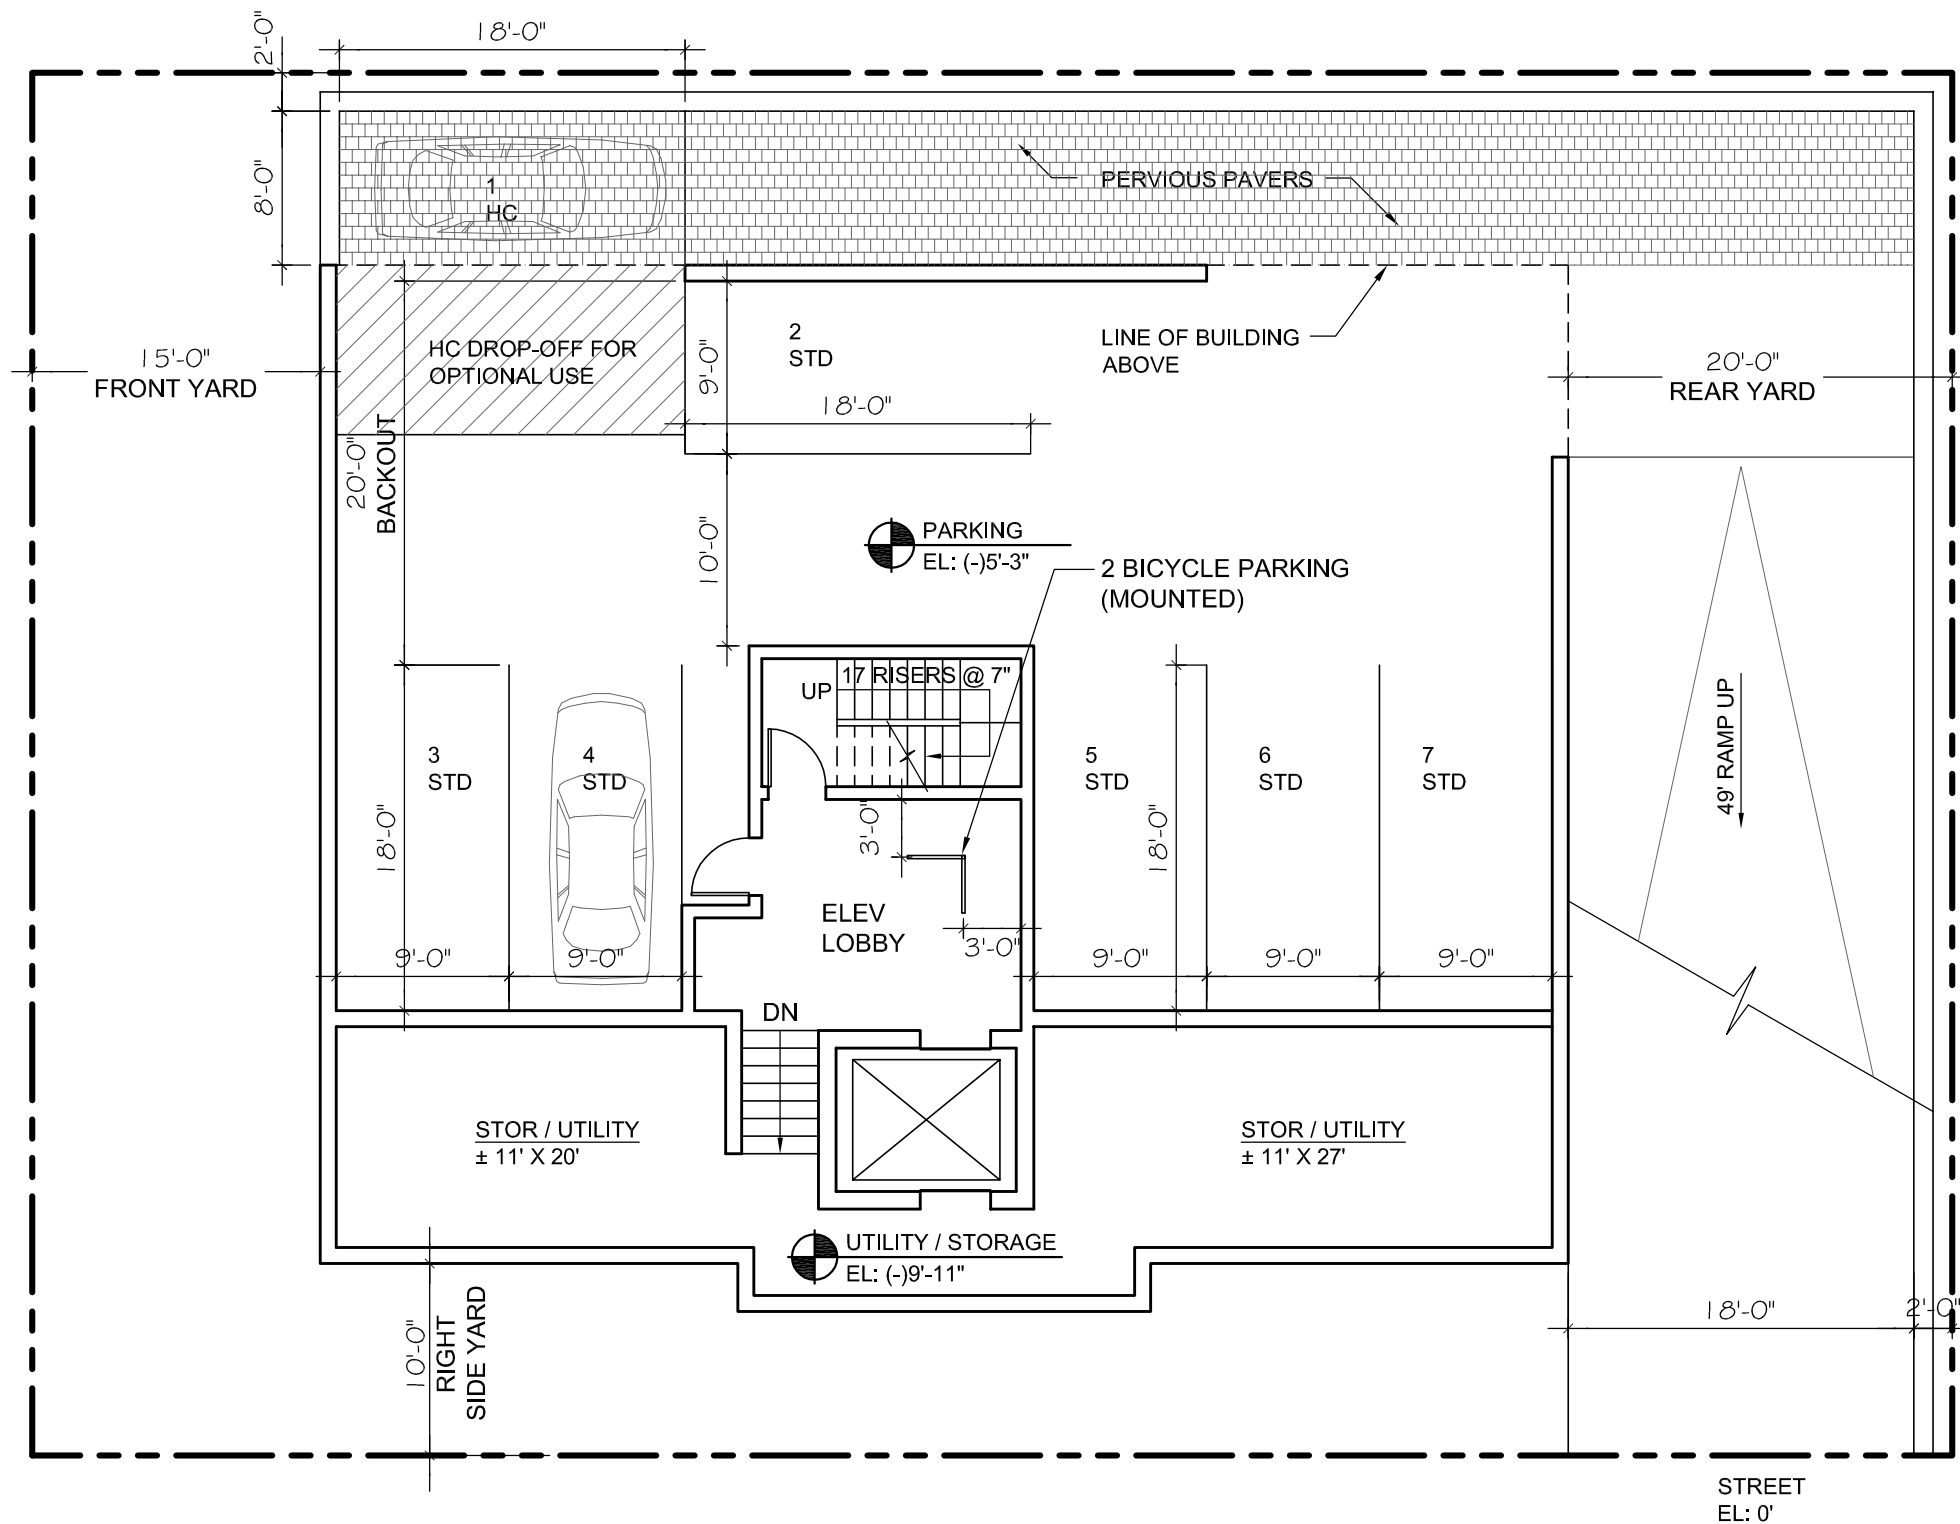 2'-0"
18'-0"
8'-0"
1
HC
PERVIOUS PAVERS
15'-0"
FRONT YARD
HC DROP-OFF FOR
OPTIONAL USE
9'-0"
2
STD
18'-0"
LINE OF BUILDING
ABOVE
20'-0"
REAR YARD
20'-0"
BACKOUT
10'-0"
PARKING
EL: (-)5'-3"
2 BICYCLE PARKING
(MOUNTED)
17 RISERS @ 7"
UP
3
STD
4
STD
5
STD
6
STD
7
STD
49' RAMP UP
18'-0"
3'-0"
18'-0"
ELEV
LOBBY
3'-0"
9'-0"
9'-0"
9'-0"
9'-0"
9'-0"
DN
STOR / UTILITY
± 11' X 20'
STOR / UTILITY
± 11' X 27'
UTILITY / STORAGE
EL: (-)9'-11"
10'-0"
RIGHT
SIDE YARD
18'-0"
2'-0"
STREET
EL: 0'